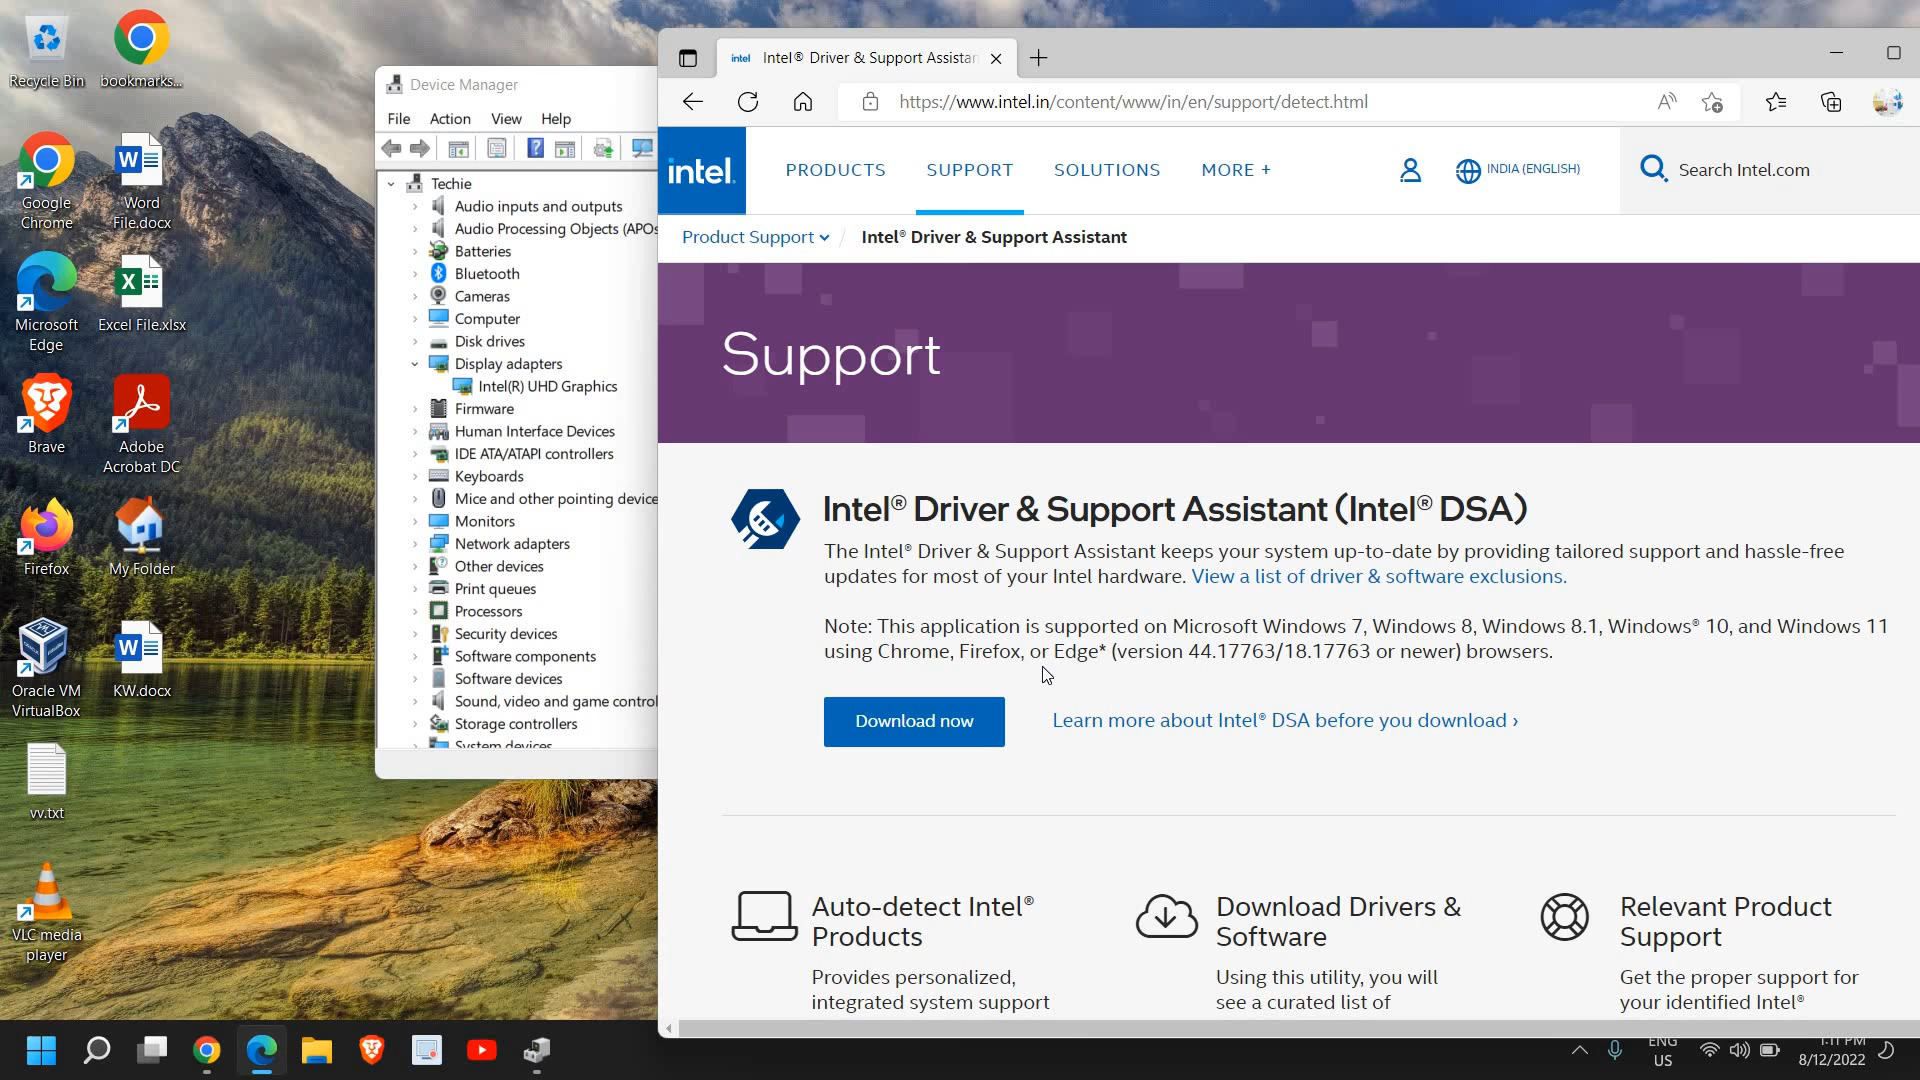 Recycle Bin
bookmarks...
Google
Chrome
Word
File.docx
Microsoft
Edge
Excel File.xlsx
Brave
Adobe
Acrobat DC
Firefox
My Folder
Oracle VM
VirtualBox
KW.docx
vv.txt
VLC media
player
Device Manager
File Action View Help
Techie
Audio inputs and outputs
Audio Processing Objects (APOs
Batteries
Bluetooth
Cameras
Computer
Disk drives
Display adapters
Intel(R) UHD Graphics
Firmware
Human Interface Devices
IDE ATA/ATAPI controllers
Keyboards
Mice and other pointing device
Monitors
Network adapters
Other devices
Print queues
Processors
Security devices
Software components
Software devices
Sound, video and game control
Storage controllers
System devices
intel Intel® Driver & Support Assistan
https://www.intel.in/content/www/in/en/support/detect.html
intel. PRODUCTS SUPPORT SOLUTIONS MORE + INDIA (ENGLISH) Search Intel.com
Product Support / Intel® Driver & Support Assistant
Support
Intel® Driver & Support Assistant (Intel® DSA)
The Intel® Driver & Support Assistant keeps your system up-to-date by providing tailored support and hassle-free
updates for most of your Intel hardware. View a list of driver & software exclusions.
Note: This application is supported on Microsoft Windows 7, Windows 8, Windows 8.1, Windows® 10, and Windows 11
using Chrome, Firefox, or Edge* (version 44.17763/18.17763 or newer) browsers.
Download now Learn more about Intel® DSA before you download ›
Auto-detect Intel®
Products
Provides personalized,
integrated system support
Download Drivers &
Software
Using this utility, you will
see a curated list of
Relevant Product
Support
Get the proper support for
your identified Intel®
ENG
US
1:11 PM
8/12/2022